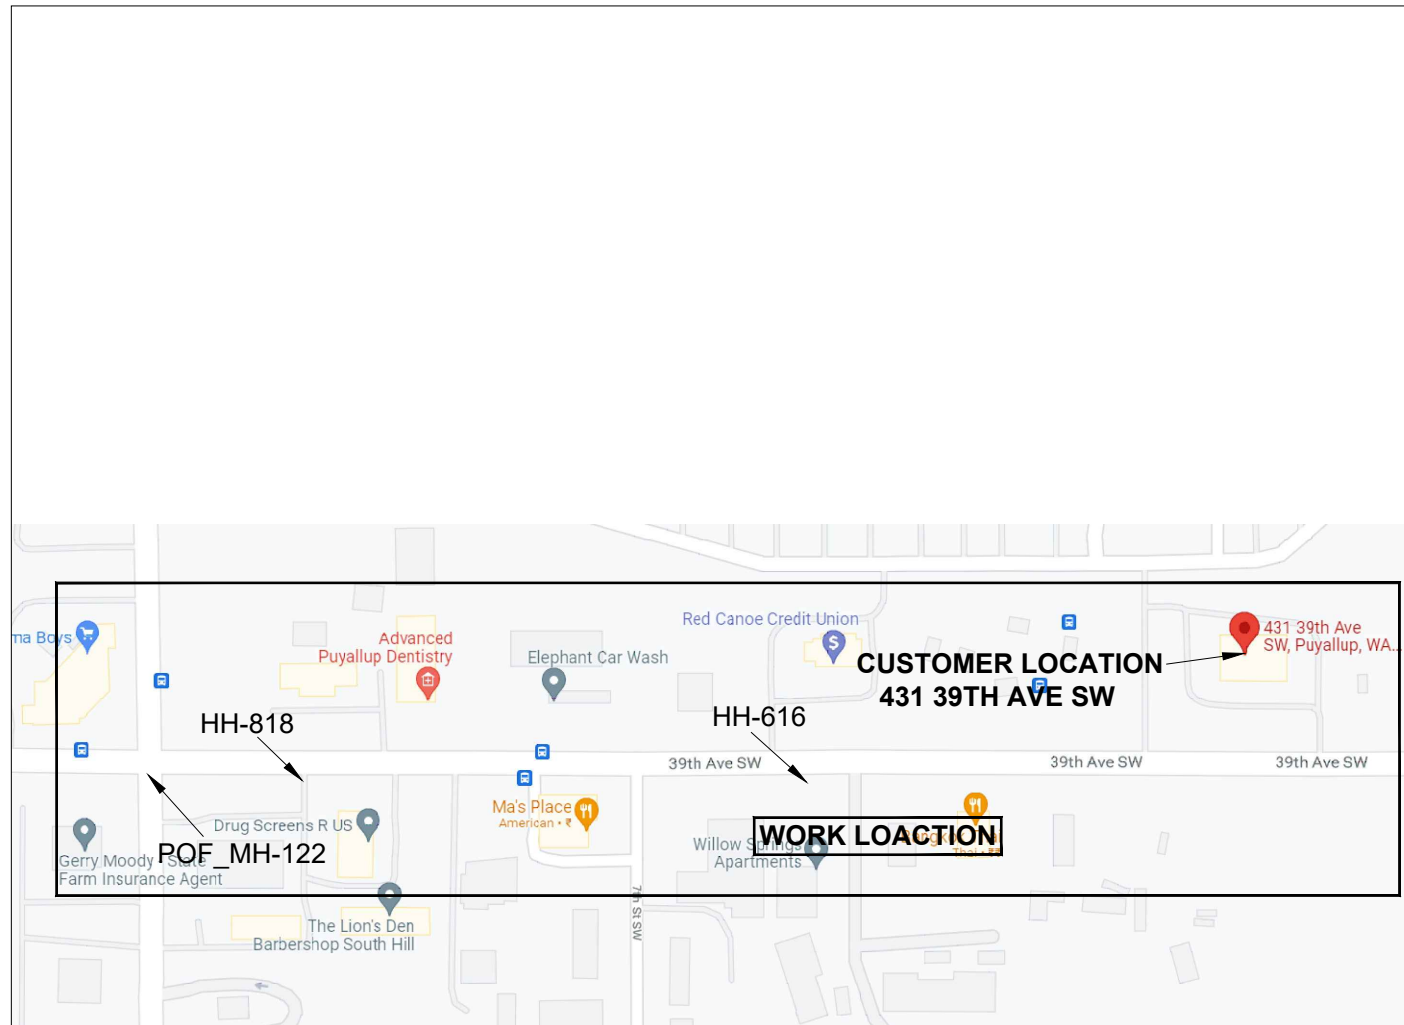 Red Canoe Credit Union
431 39th Ave
SW, Puyallup, WA...
ma Boys
Advanced
Puyallup Dentistry
Elephant Car Wash
CUSTOMER LOCATION
431 39TH AVE SW
HH-818
HH-616
39th Ave SW
39th Ave SW
39th Ave SW
Ma's Place
American • ₹
Drug Screens R US
WORK LOACTION
Willow Springs
Apartments
Thai • ₹₹
POF_MH-122
Gerry Moody - State
Farm Insurance Agent
7th St SW
The Lion's Den
Barbershop South Hill